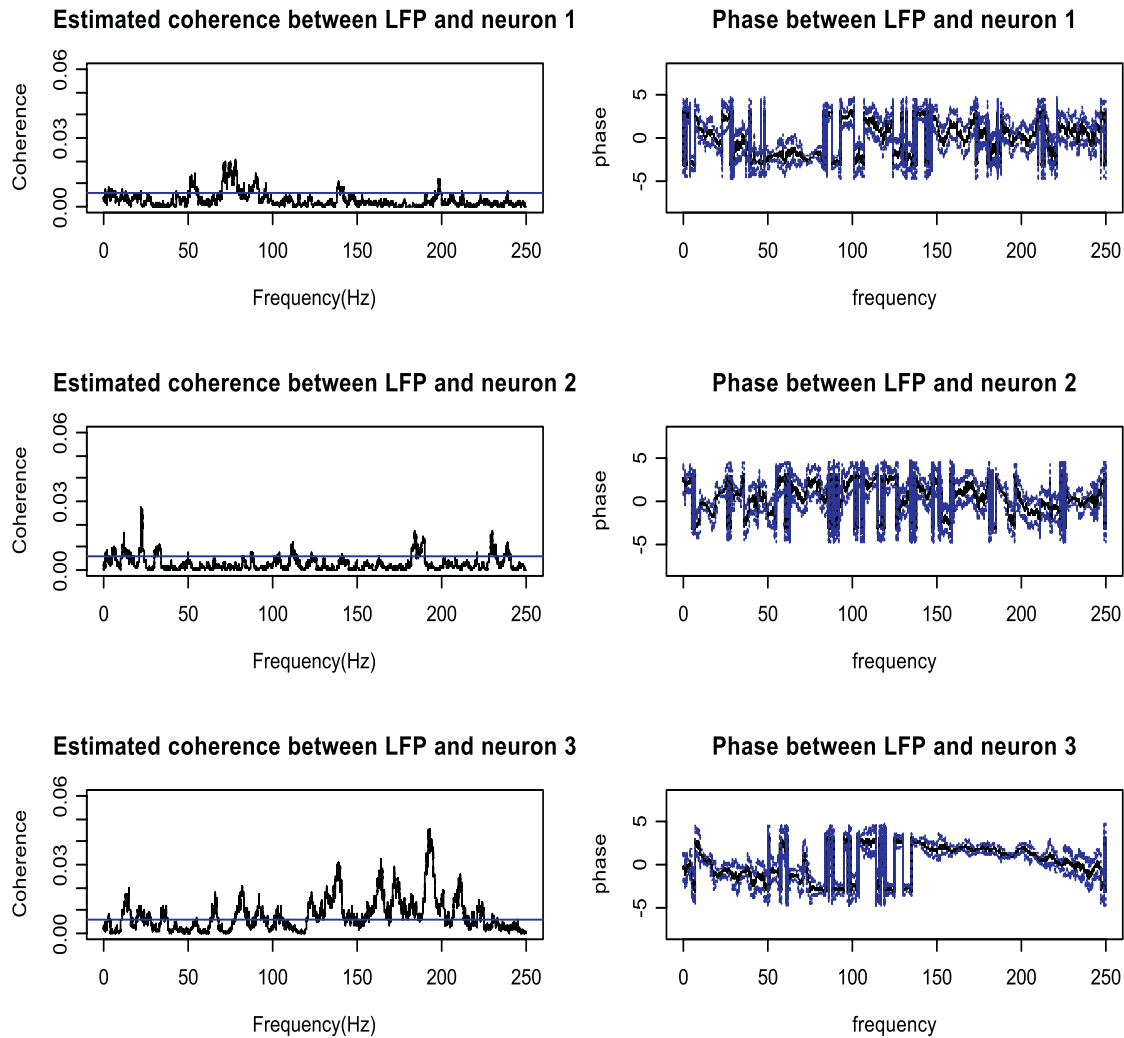 Estimated coherence between LFP and neuron 1
Coherence
0.00 0.03 0.06
0 50 100 150 200 250
Frequency(Hz)
Phase between LFP and neuron 1
phase
-5 0 5
0 50 100 150 200 250
frequency
Estimated coherence between LFP and neuron 2
Coherence
0.00 0.03 0.06
0 50 100 150 200 250
Frequency(Hz)
Phase between LFP and neuron 2
phase
-5 0 5
0 50 100 150 200 250
frequency
Estimated coherence between LFP and neuron 3
Coherence
0.00 0.03 0.06
0 50 100 150 200 250
Frequency(Hz)
Phase between LFP and neuron 3
phase
-5 0 5
0 50 100 150 200 250
frequency